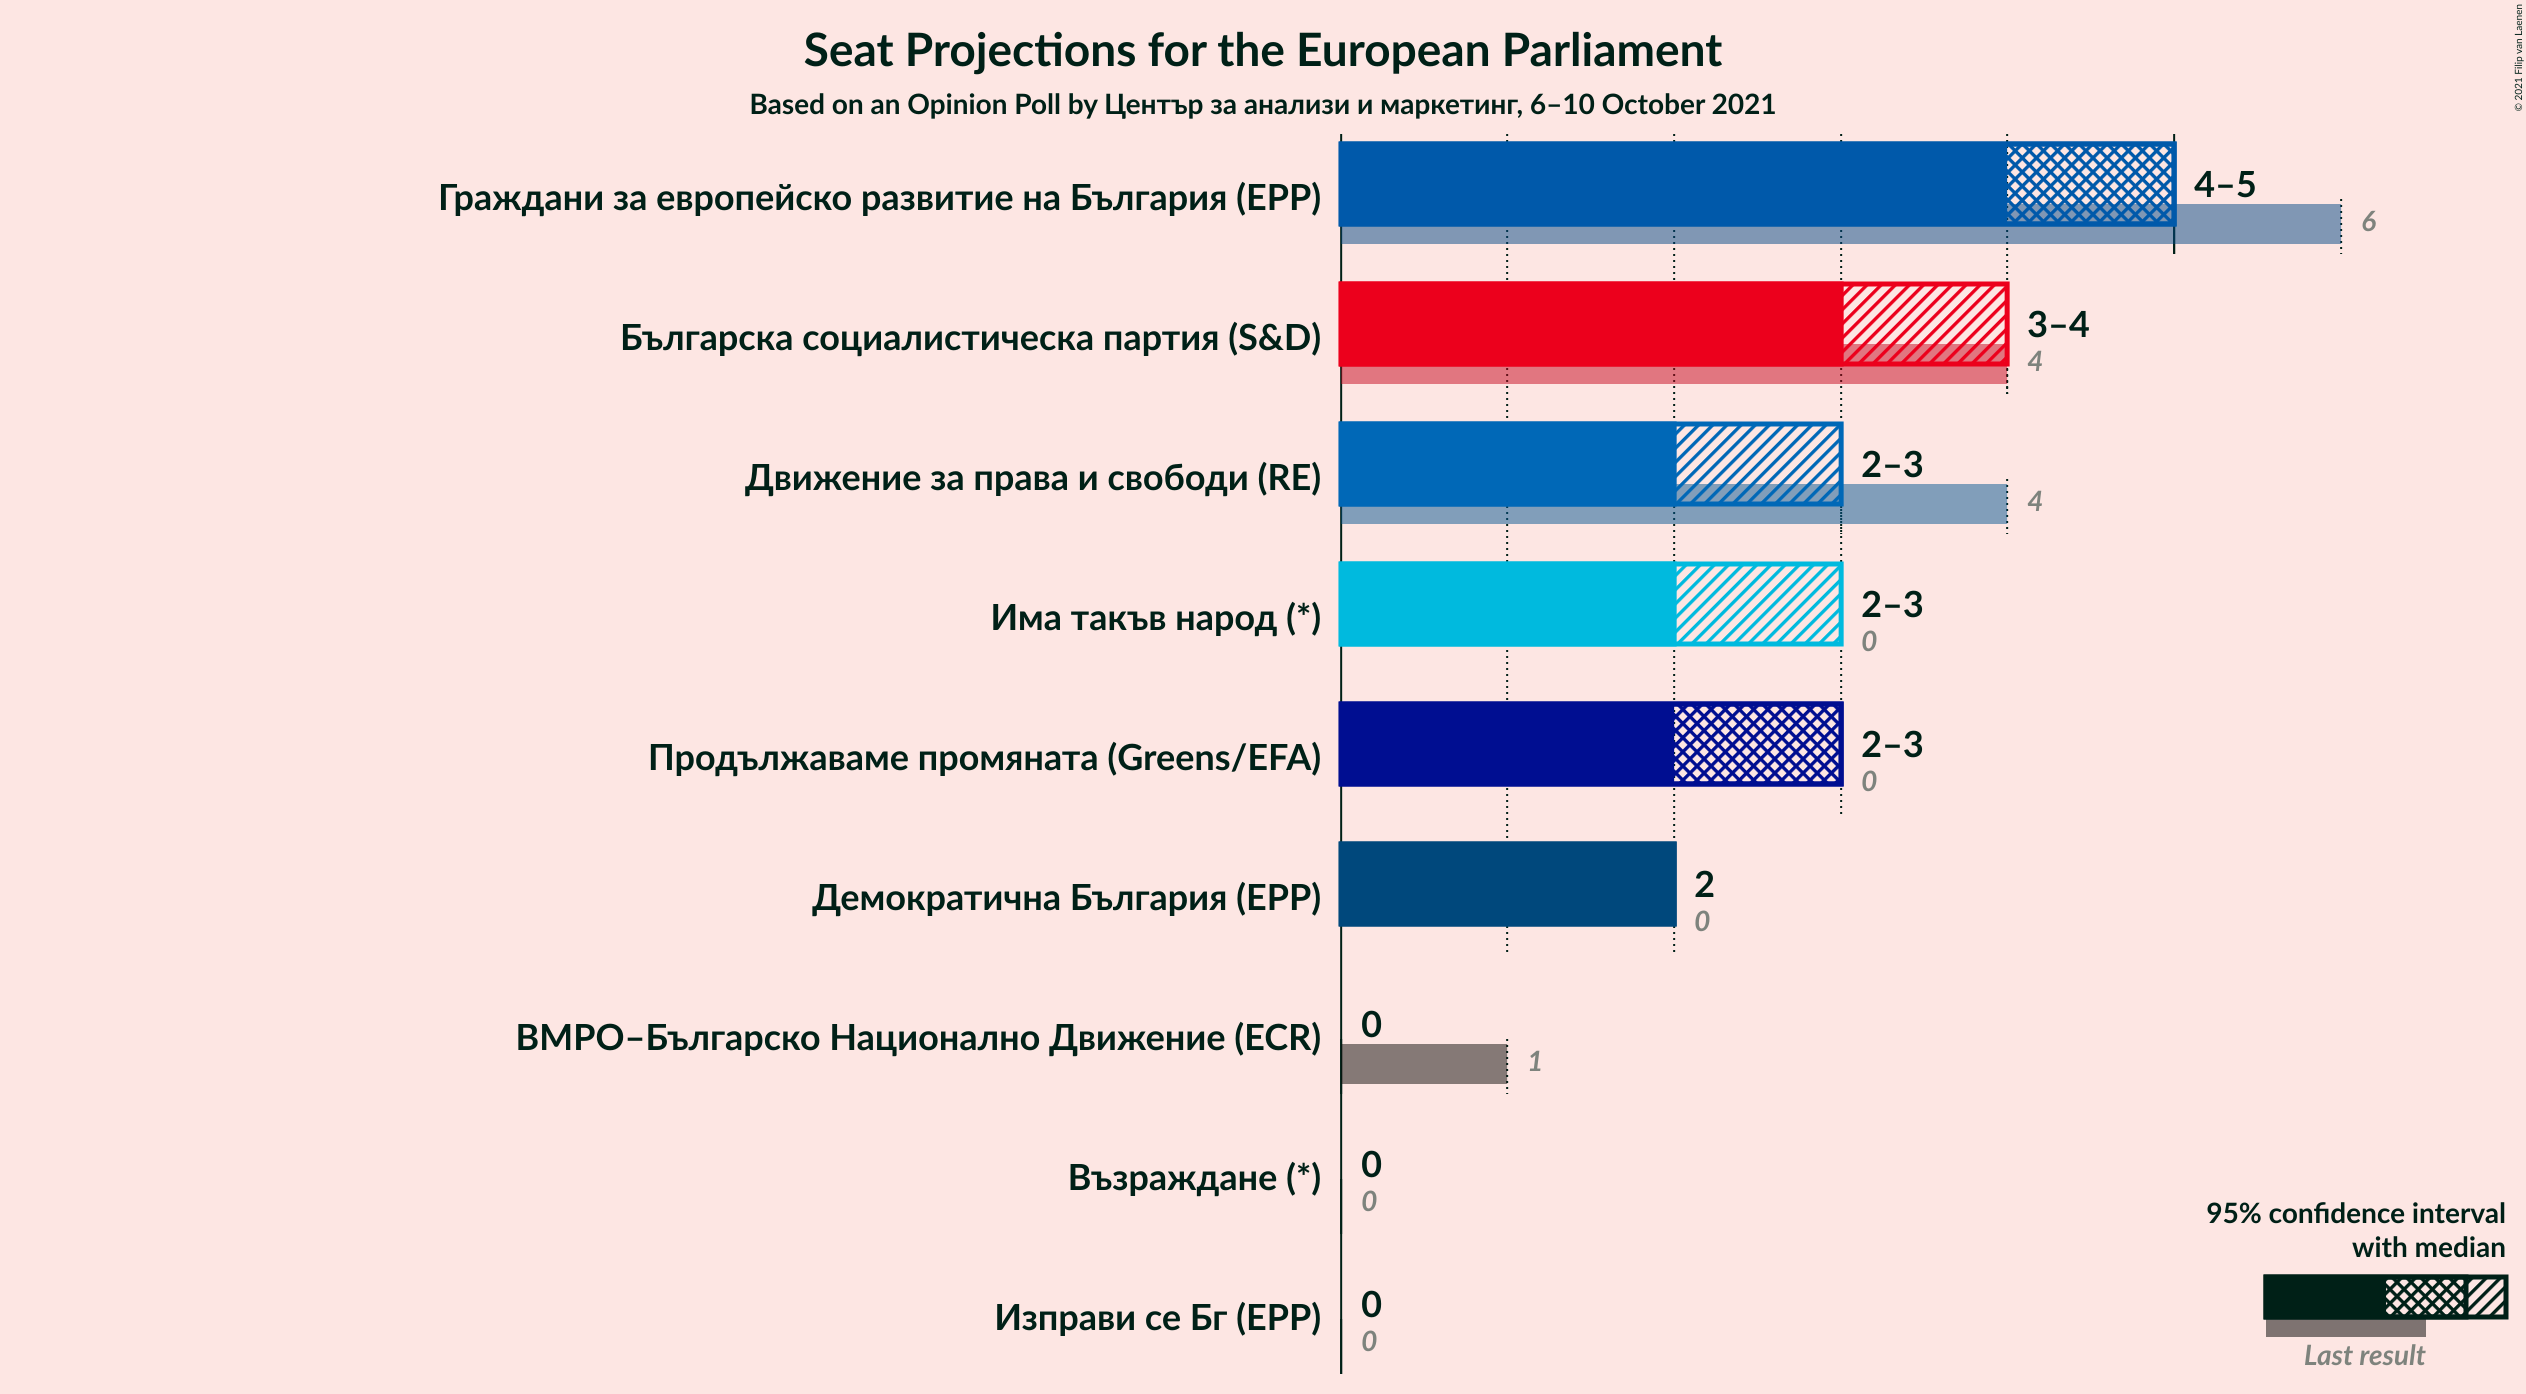 Seat Projections for the European Parliament
Based on an Opinion Poll by Център за анализи и маркетинг, 6–10 October 2021
© 2021 Filip van Laenen
Граждани за европейско развитие на България (EPP)
4–5
6
Българска социалистическа партия (S&D)
3–4
4
Движение за права и свободи (RE)
2–3
4
Има такъв народ (*)
2–3
0
Продължаваме промяната (Greens/EFA)
2–3
0
Демократична България (EPP)
2
0
ВМРО–Българско Национално Движение (ECR)
0
1
Възраждане (*)
0
0
Изправи се Бг (EPP)
0
0
95% confidence interval
with median
Last result